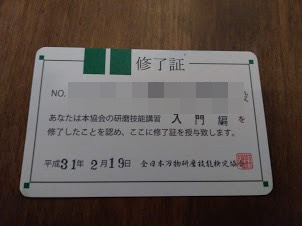 修了証
NO.
あなたは本協会の研磨技能講習 入門編 を
修了したことを認め、ここに修了証を授与致します。
平成31年 2月19日 全日本刃物研磨技能検定協会